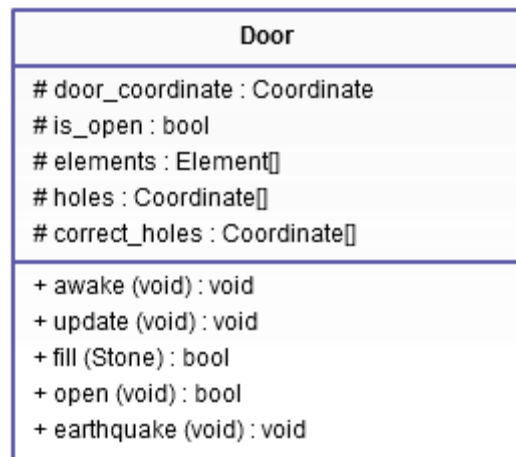 Door
# door_coordinate : Coordinate
# is_open : bool
# elements : Element[]
# holes : Coordinate[]
# correct_holes : Coordinate[]
+ awake (void) : void
+ update (void) : void
+ fill (Stone) : bool
+ open (void) : bool
+ earthquake (void) : void